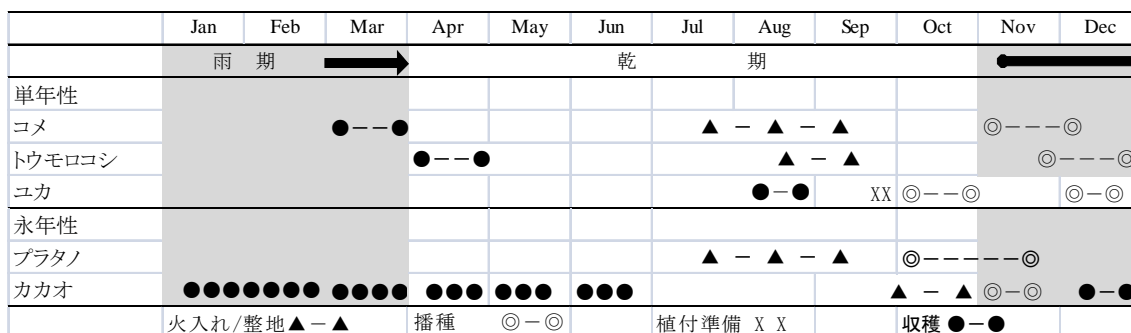 Jan Feb Mar Apr May Jun Jul Aug Sep Oct Nov Dec
雨 期 乾 期
単年性
コメ ●−−● ▲ − ▲ − ▲ ◎−−−◎
トウモロコシ ●−−● ▲ − ▲ ◎−−−◎
ユカ ●−● XX ◎−−◎ ◎−◎
永年性
プラタノ ▲ − ▲ − ▲ ◎−−−−−◎
カカオ ●●●●●●● ●●●● ●●● ●●● ●●● ▲ − ▲ ◎−◎ ●−●
火入れ/整地▲−▲ 播種 ◎−◎ 植付準備 X X 収穫 ●−●